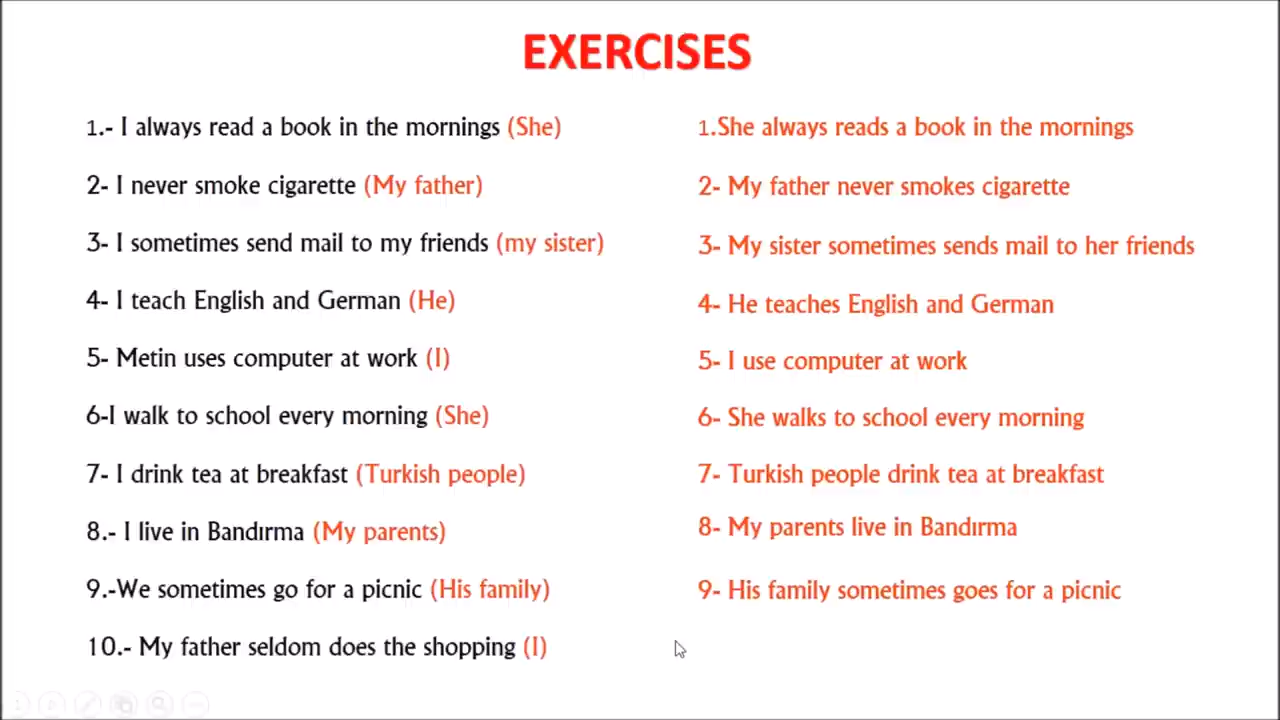 EXERCISES
1.- I always read a book in the mornings (She)
1.She always reads a book in the mornings
2- I never smoke cigarette (My father)
2- My father never smokes cigarette
3- I sometimes send mail to my friends (my sister)
3- My sister sometimes sends mail to her friends
4- I teach English and German (He)
4- He teaches English and German
5- Metin uses computer at work (I)
5- I use computer at work
6-I walk to school every morning (She)
6- She walks to school every morning
7- I drink tea at breakfast (Turkish people)
7- Turkish people drink tea at breakfast
8.- I live in Bandırma (My parents)
8- My parents live in Bandırma
9.-We sometimes go for a picnic (His family)
9- His family sometimes goes for a picnic
10.- My father seldom does the shopping (I)